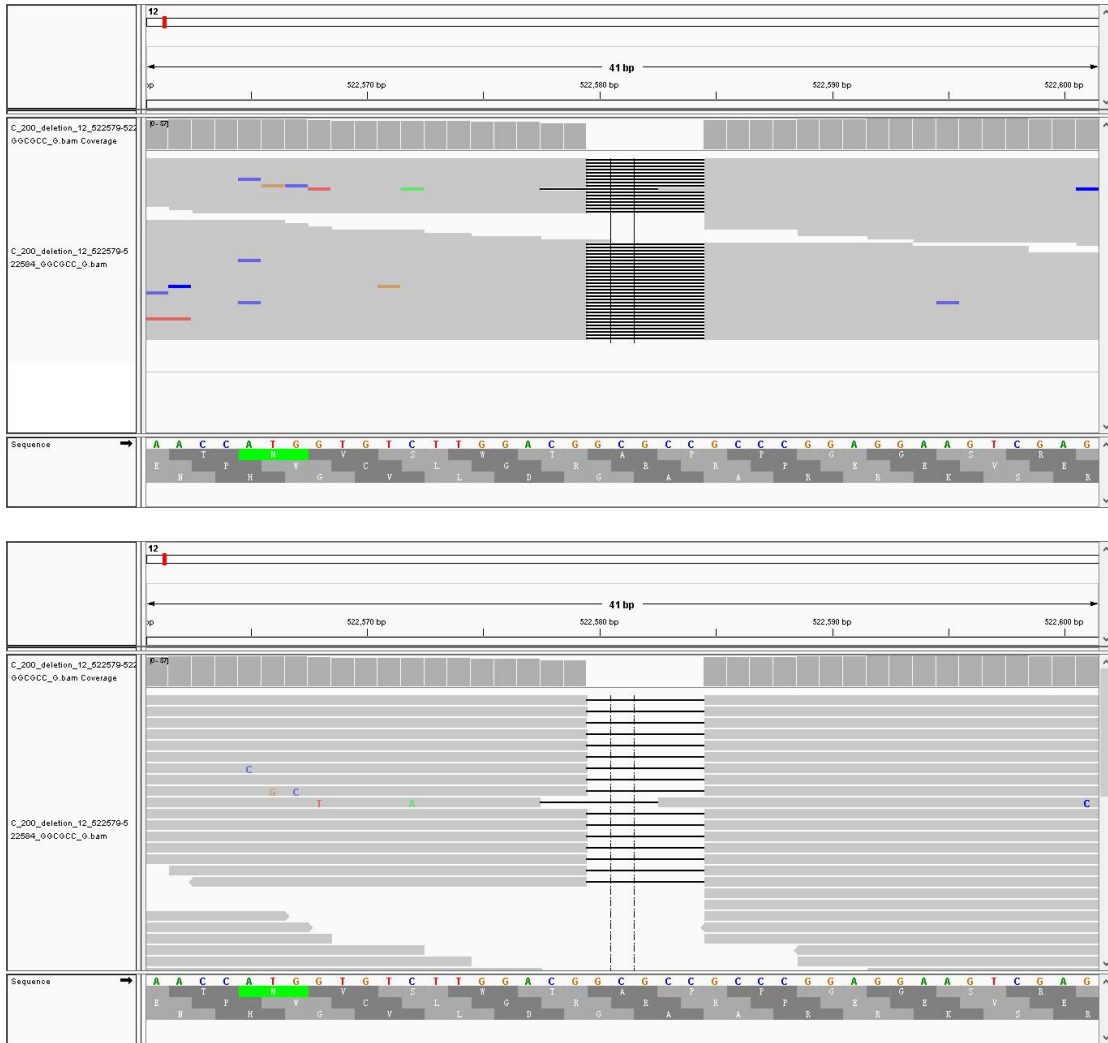 12
41 bp
bp 522,570 bp 522,580 bp 522,590 bp 522,600 bp
C_200_deletion_12_522579-522
GGCGCC_G.bam Coverage
[0 - 57]
C_200_deletion_12_522579-5
22584_GGCGCC_G.bam
Sequence
A A C C A T G G T G T C T T G G A C G G C G C C G C C C G G A G G A A G T C G A G
T M V S W T A P P G G S R
E P W C L G R R R P E E V E
N H G V L D G A A R R K S R
12
41 bp
bp 522,570 bp 522,580 bp 522,590 bp 522,600 bp
C_200_deletion_12_522579-522
GGCGCC_G.bam Coverage
[0 - 57]
C
G C
T A C
C_200_deletion_12_522579-5
22584_GGCGCC_G.bam
Sequence
A A C C A T G G T G T C T T G G A C G G C G C C G C C C G G A G G A A G T C G A G
T M V S W T A P P G G S R
E P W C L G R R R P E E V E
N H G V L D G A A R R K S R